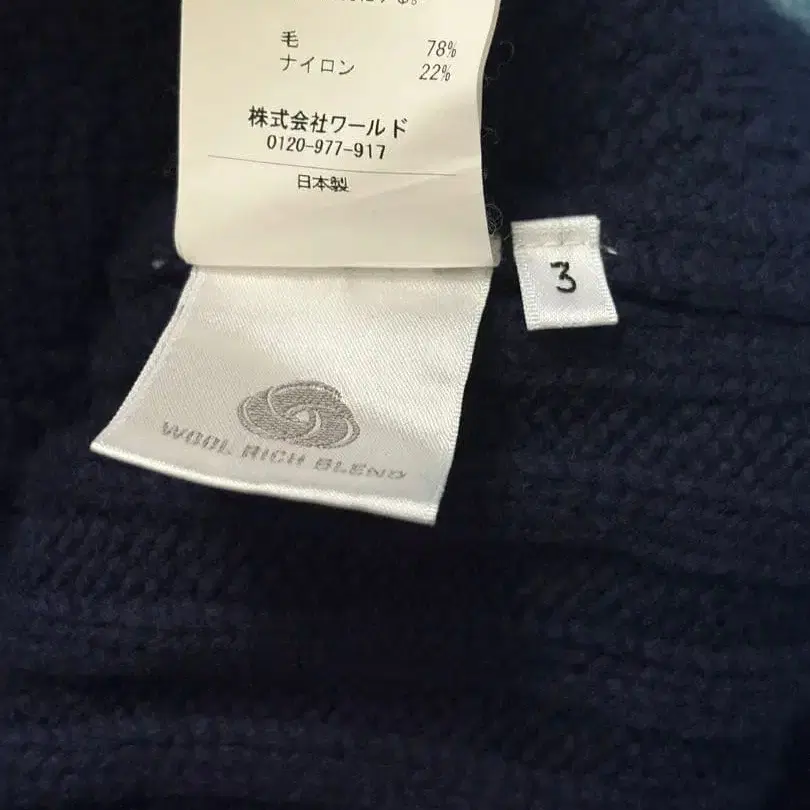 毛 78%
ナイロン 22%
株式会社ワールド
0120-977-917
日本製
3
WOOL RICH BLEND